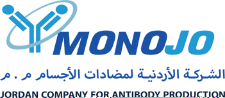 MONOJO
الشركة الأردنية لمضادات الأجسام م . م
JORDAN COMPANY FOR ANTIBODY PRODUCTION